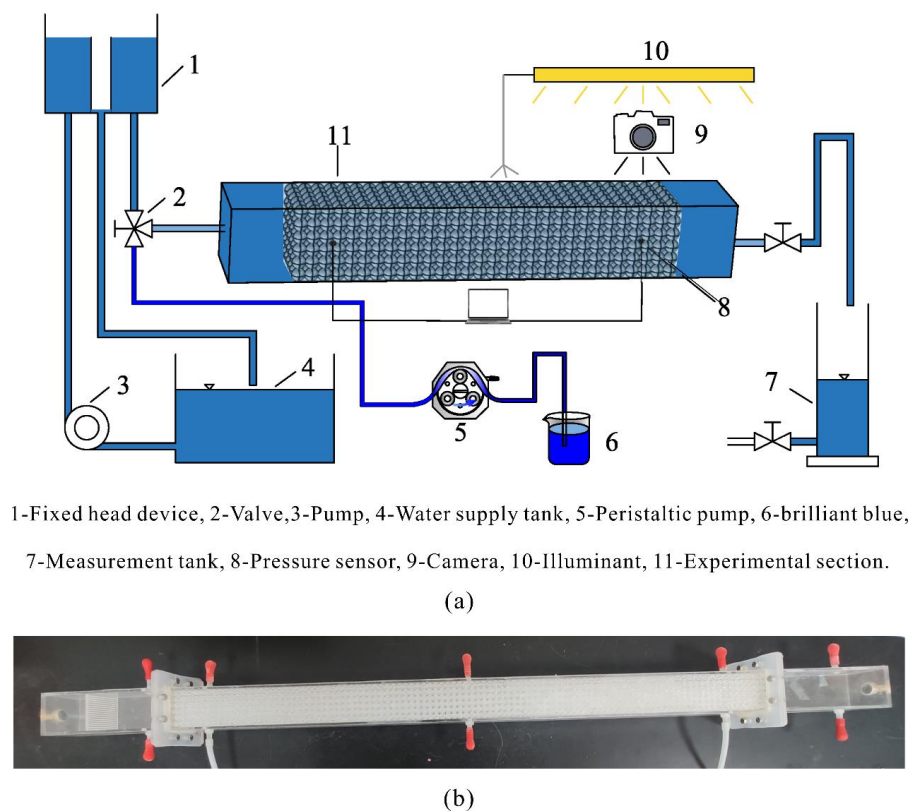 1
10
11
9
2
8
3
4
7
5
6
1-Fixed head device, 2-Valve,3-Pump, 4-Water supply tank, 5-Peristaltic pump, 6-brilliant blue,
7-Measurement tank, 8-Pressure sensor, 9-Camera, 10-Illuminant, 11-Experimental section.
(a)
(b)